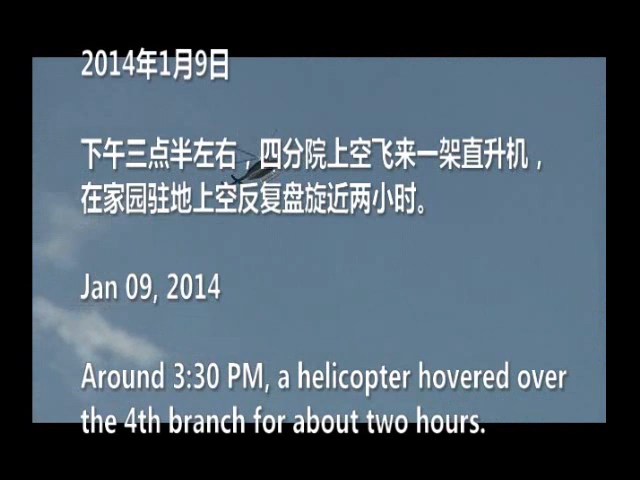 2014年1月9日
下午三点半左右，四分院上空飞来一架直升机，
在家园驻地上空反复盘旋近两小时。
Jan 09, 2014
Around 3:30 PM, a helicopter hovered over
the 4th branch for about two hours.